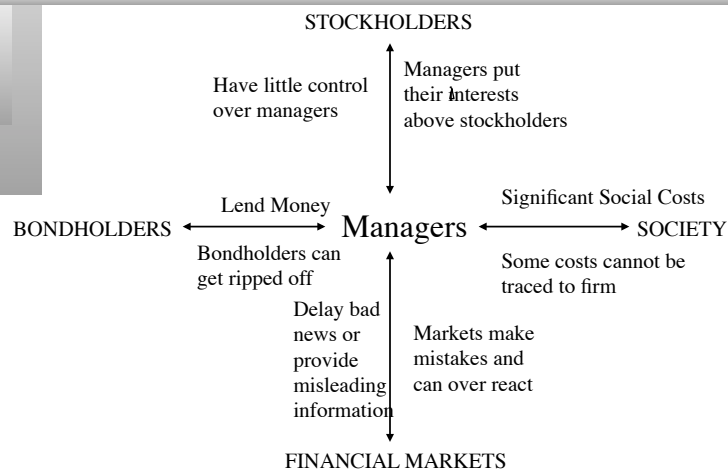 STOCKHOLDERS
Have little control
over managers
Managers put
their interests
above stockholders
Lend Money
Significant Social Costs
BONDHOLDERS
Managers
SOCIETY
Bondholders can
get ripped off
Some costs cannot be
traced to firm
Delay bad
news or
provide
misleading
information
Markets make
mistakes and
can over react
FINANCIAL MARKETS